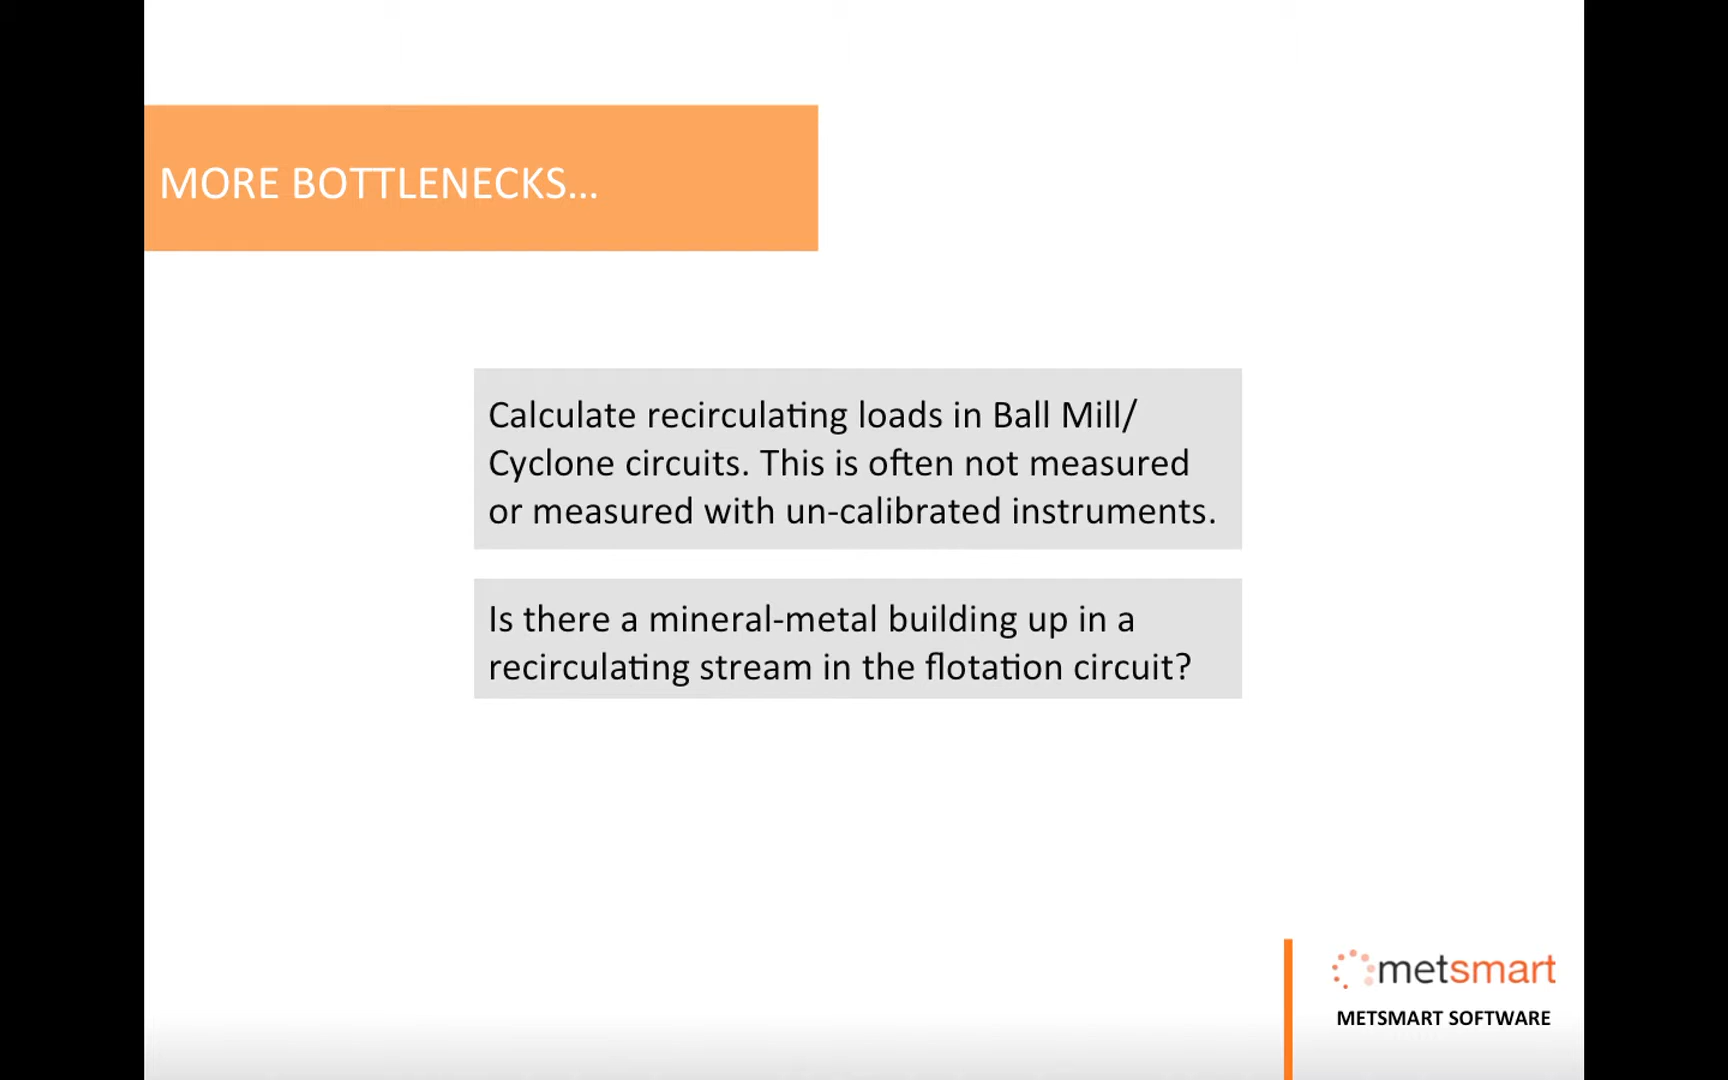 MORE BOTTLENECKS...
Calculate recirculating loads in Ball Mill/
Cyclone circuits. This is often not measured
or measured with un-calibrated instruments.
Is there a mineral-metal building up in a
recirculating stream in the flotation circuit?
metsmart
METSMART SOFTWARE